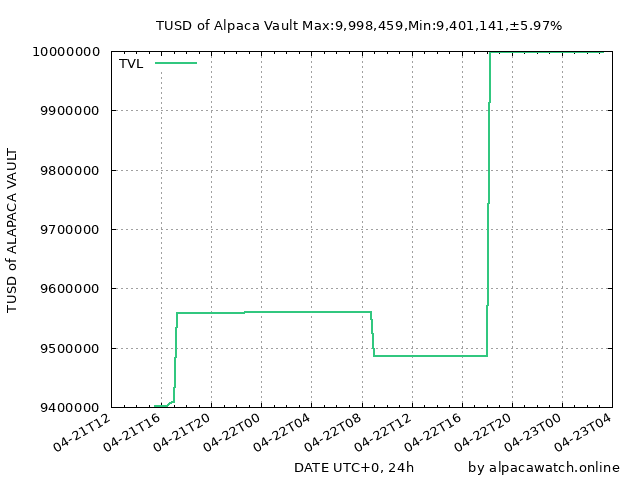 TUSD of Alpaca Vault Max:9,998,459,Min:9,401,141,±5.97%
TVL
10000000
9900000
9800000
9700000
9600000
9500000
9400000
TUSD of ALAPACA VAULT
04-21T12
04-21T16
04-21T20
04-22T00
04-22T04
04-22T08
04-22T12
04-22T16
04-22T20
04-23T00
04-23T04
DATE UTC+0, 24h
by alpacawatch.online